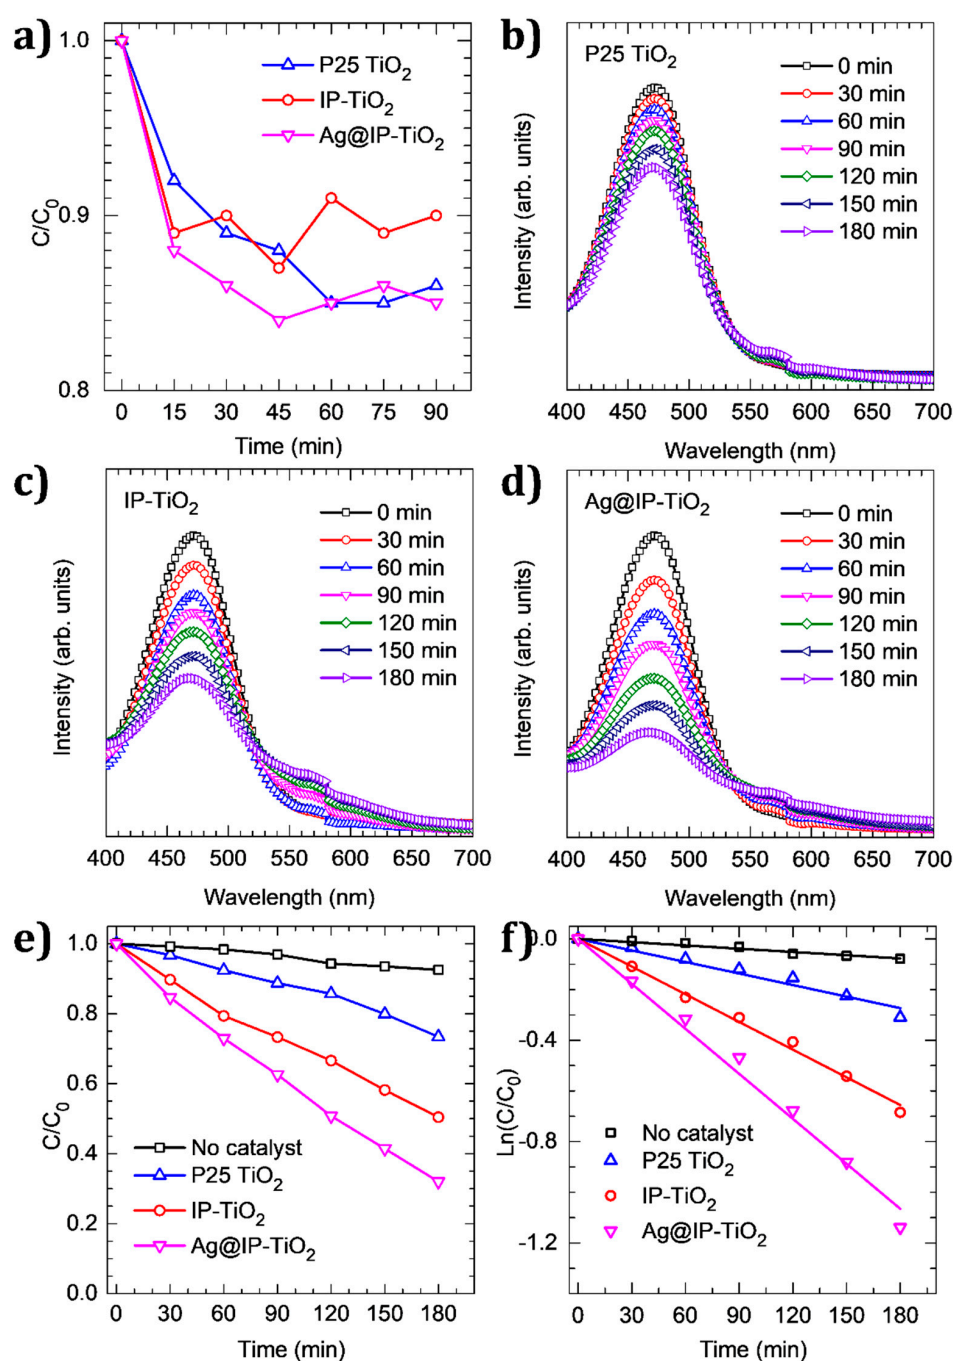 a)
1.0
0.9
0.8
C/C0
P25 TiO2
IP-TiO2
Ag@IP-TiO2
0 15 30 45 60 75 90
Time (min)
b)
P25 TiO2
0 min
30 min
60 min
90 min
120 min
150 min
180 min
Intensity (arb. units)
400 450 500 550 600 650 700
Wavelength (nm)
c)
IP-TiO2
0 min
30 min
60 min
90 min
120 min
150 min
180 min
Intensity (arb. units)
400 450 500 550 600 650 700
Wavelength (nm)
d)
Ag@IP-TiO2
0 min
30 min
60 min
90 min
120 min
150 min
180 min
Intensity (arb. units)
400 450 500 550 600 650 700
Wavelength (nm)
e)
1.0
0.8
0.6
0.4
0.2
0.0
C/C0
No catalyst
P25 TiO2
IP-TiO2
Ag@IP-TiO2
0 30 60 90 120 150 180
Time (min)
f)
-0.0
-0.4
-0.8
-1.2
Ln(C/C0)
No catalyst
P25 TiO2
IP-TiO2
Ag@IP-TiO2
0 30 60 90 120 150 180
Time (min)